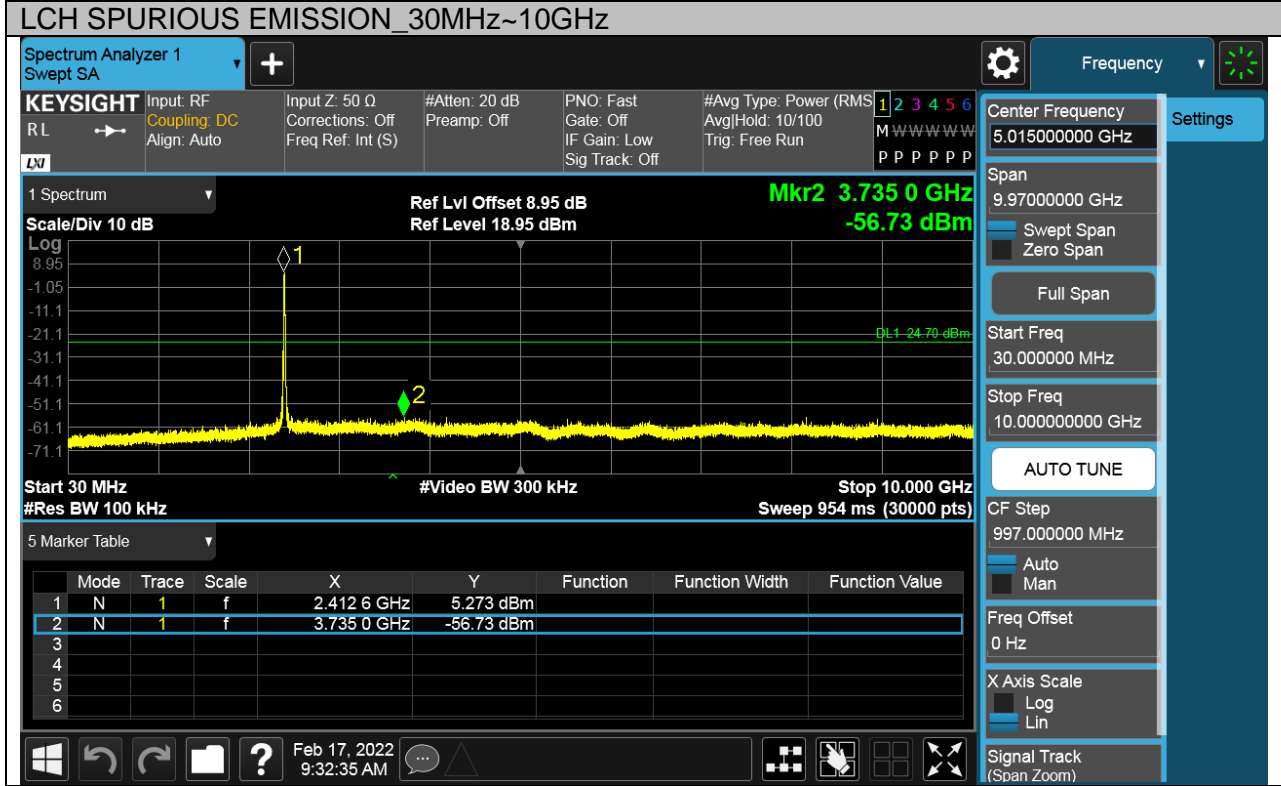 LCH SPURIOUS EMISSION_30MHz~10GHz
Spectrum Analyzer 1
Swept SA
+
Frequency
KEYSIGHT
RL
LXI
Input: RF
Coupling: DC
Align: Auto
Input Z: 50 Ω
Corrections: Off
Freq Ref: Int (S)
#Atten: 20 dB
Preamp: Off
PNO: Fast
Gate: Off
IF Gain: Low
Sig Track: Off
#Avg Type: Power (RMS
Avg|Hold: 10/100
Trig: Free Run
1 2 3 4 5 6
M W W W W W
P P P P P P
Center Frequency
5.015000000 GHz
Settings
Span
9.97000000 GHz
Swept Span
Zero Span
Full Span
Start Freq
30.000000 MHz
Stop Freq
10.000000000 GHz
AUTO TUNE
CF Step
997.000000 MHz
Auto
Man
Freq Offset
0 Hz
X Axis Scale
Log
Lin
Signal Track
(Span Zoom)
1 Spectrum
Scale/Div 10 dB
Ref Lvl Offset 8.95 dB
Ref Level 18.95 dBm
Mkr2 3.735 0 GHz
-56.73 dBm
Log
8.95
-1.05
-11.1
-21.1
-31.1
-41.1
-51.1
-61.1
-71.1
1
2
DL1 -24.70 dBm
Start 30 MHz
#Video BW 300 kHz
Stop 10.000 GHz
#Res BW 100 kHz
Sweep 954 ms (30000 pts)
5 Marker Table
Mode Trace Scale X Y Function Function Width Function Value
1 N 1 f 2.412 6 GHz 5.273 dBm
2 N 1 f 3.735 0 GHz -56.73 dBm
3
4
5
6
?
Feb 17, 2022
9:32:35 AM